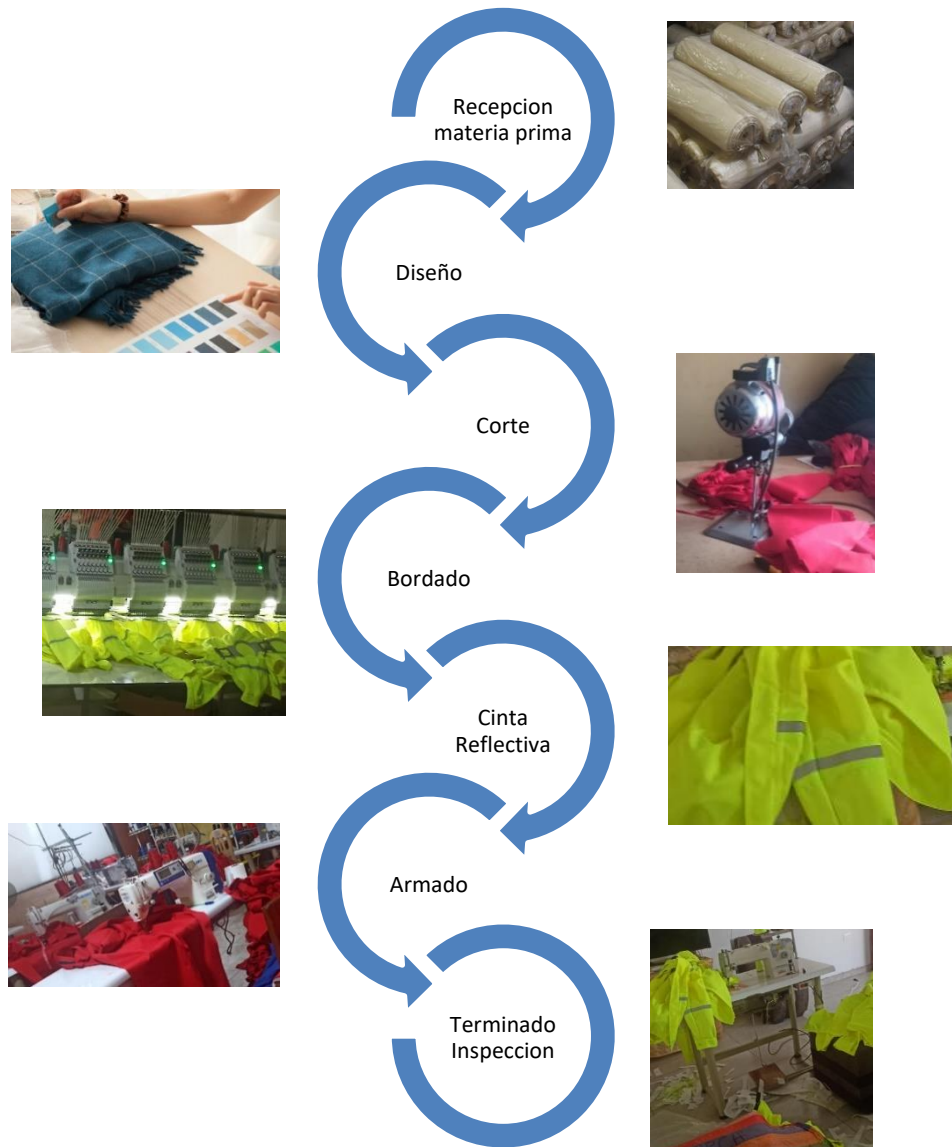 Recepcion
materia prima
Diseño
Corte
Bordado
Cinta
Reflectiva
Armado
Terminado
Inspeccion